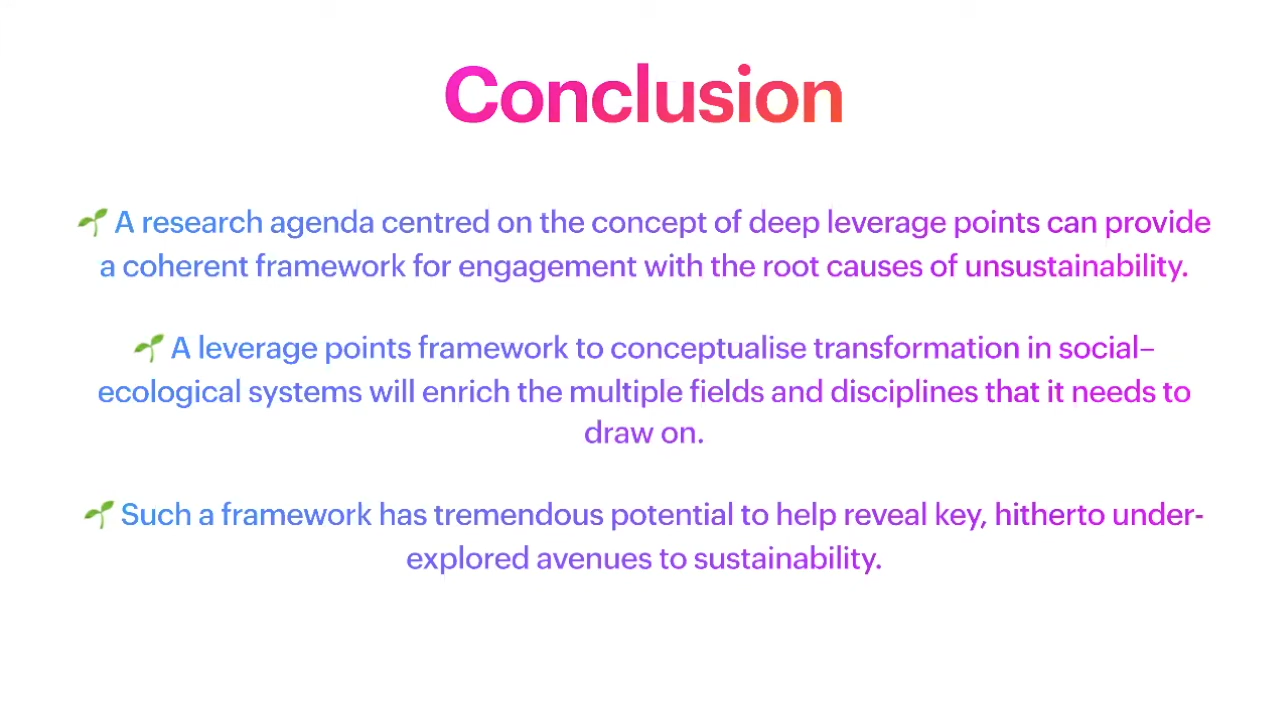 Conclusion
🌱 A research agenda centred on the concept of deep leverage points can provide
a coherent framework for engagement with the root causes of unsustainability.
🌱 A leverage points framework to conceptualise transformation in social–
ecological systems will enrich the multiple fields and disciplines that it needs to
draw on.
🌱 Such a framework has tremendous potential to help reveal key, hitherto under-
explored avenues to sustainability.